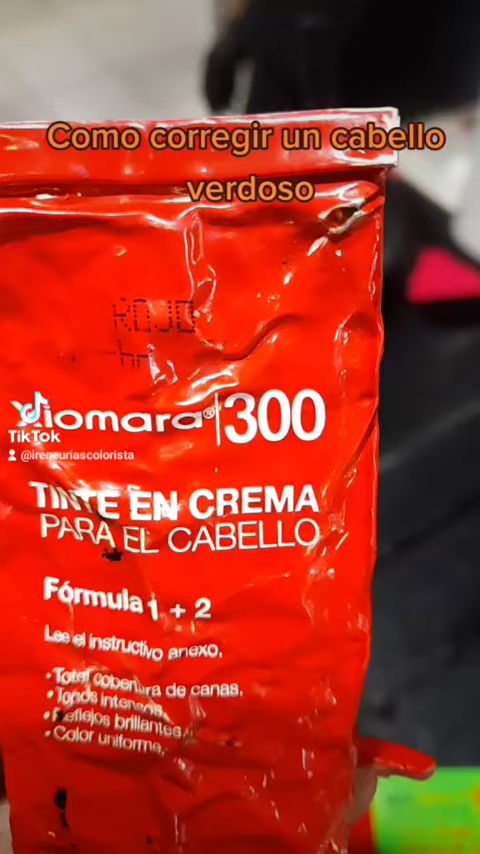 Como corregir un cabello
verdoso
ROJO
Xiomara® 300
TikTok
@ireneuriascolorista
TINTE EN CREMA
PARA EL CABELLO
Fórmula 1 + 2
Lee el instructivo anexo.
•Total cobertura de canas.
•Tonos intensos.
•Reflejos brillantes.
•Color uniforme.